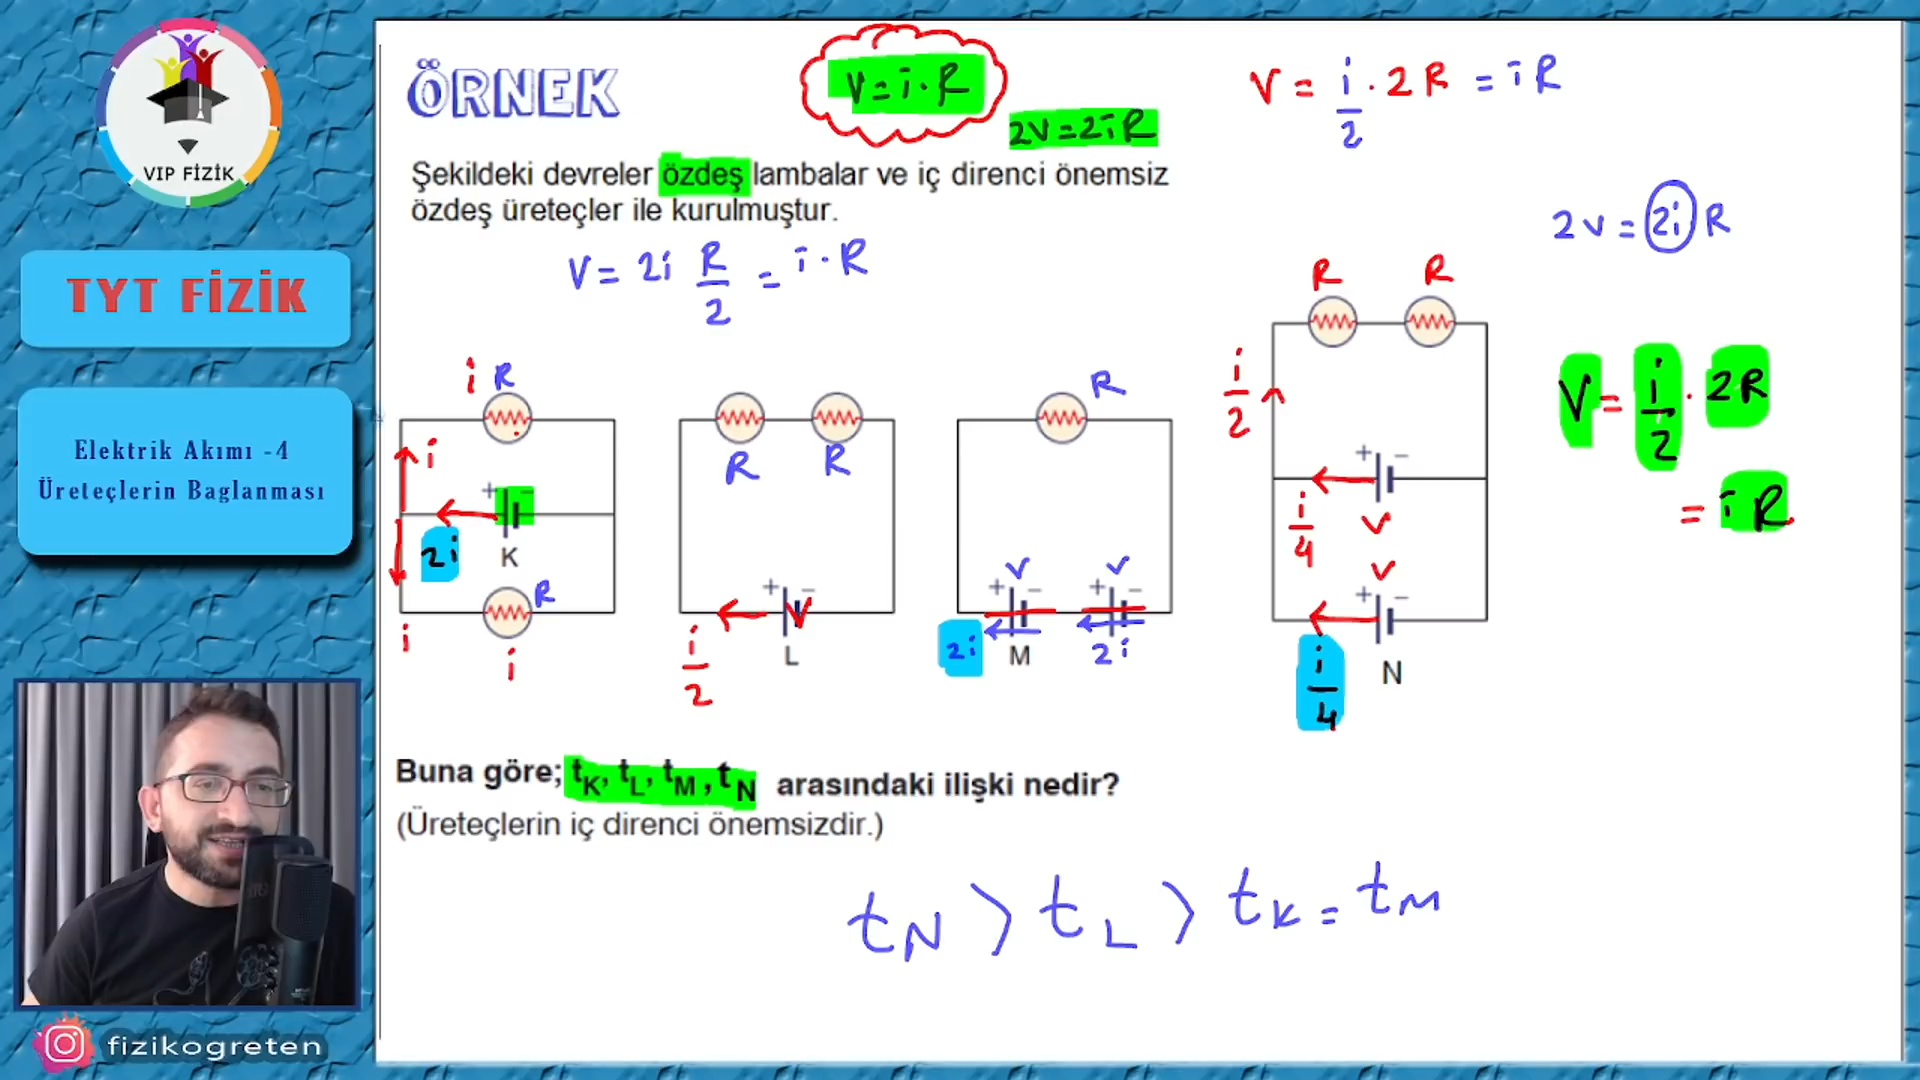 VIP FİZİK
TYT FİZİK
Elektrik Akımı -4
Üreteçlerin Baglanması
fizikogreten
ÖRNEK
V = i · R
2V = 2iR
V = i/2 · 2R = iR
Şekildeki devreler özdeş lambalar ve iç direnci önemsiz
özdeş üreteçler ile kurulmuştur.
V = 2i R/2 = i · R
2V = 2i R
i R
i
+ −
2i
K
R
i
i
R R
+ − V
i/2
L
R
V V
+ − + −
2i
M
2i
R R
i/2
+ −
i/4
V
V
+ −
i/4
N
V = i/2 · 2R
= iR
Buna göre; tK, tL, tM, tN arasındaki ilişki nedir?
(Üreteçlerin iç direnci önemsizdir.)
tN > tL > tK = tM